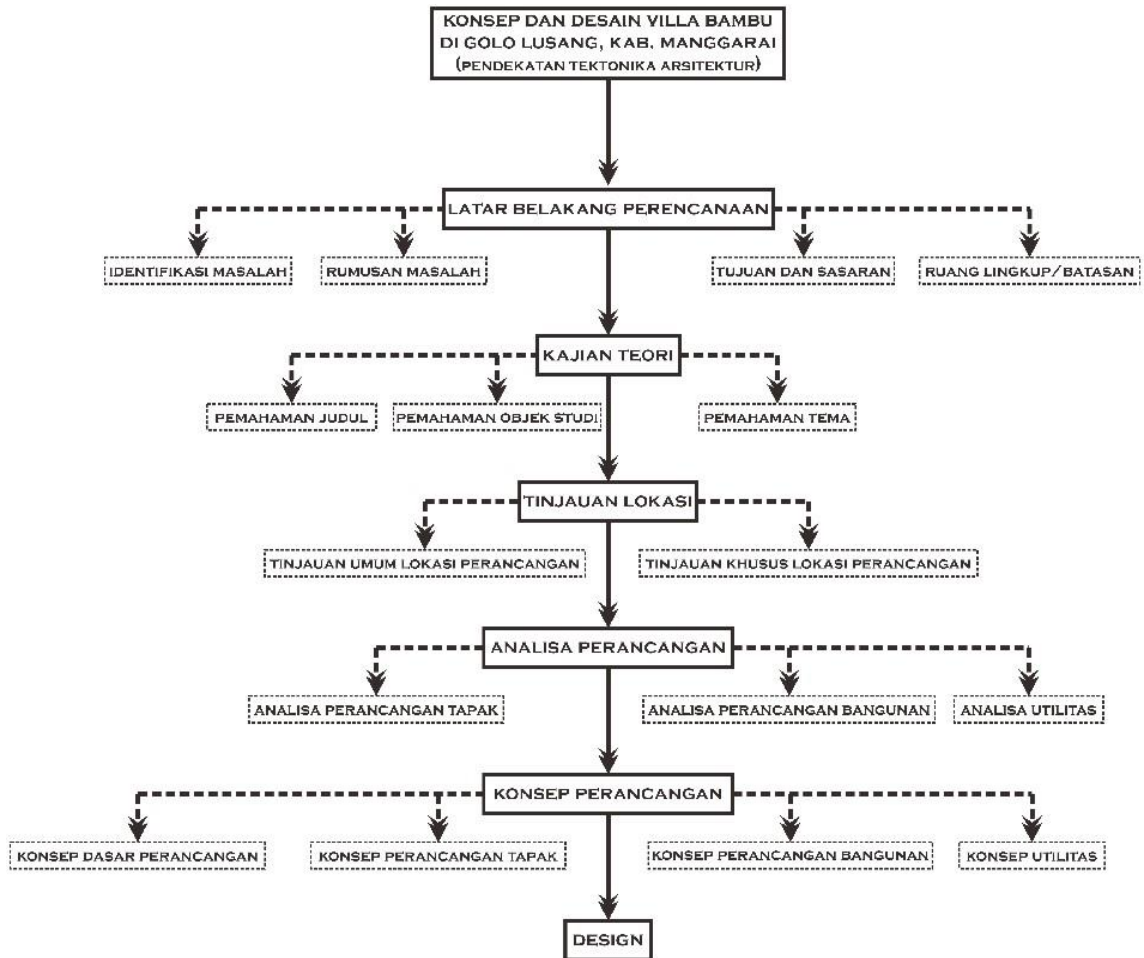 KONSEP DAN DESAIN VILLA BAMBU
DI GOLO LUSANG, KAB. MANGGARAI
(PENDEKATAN TEKTONIKA ARSITEKTUR)
LATAR BELAKANG PERENCANAAN
IDENTIFIKASI MASALAH
RUMUSAN MASALAH
TUJUAN DAN SASARAN
RUANG LINGKUP/BATASAN
KAJIAN TEORI
PEMAHAMAN JUDUL
PEMAHAMAN OBJEK STUDI
PEMAHAMAN TEMA
TINJAUAN LOKASI
TINJAUAN UMUM LOKASI PERANCANGAN
TINJAUAN KHUSUS LOKASI PERANCANGAN
ANALISA PERANCANGAN
ANALISA PERANCANGAN TAPAK
ANALISA PERANCANGAN BANGUNAN
ANALISA UTILITAS
KONSEP PERANCANGAN
KONSEP DASAR PERANCANGAN
KONSEP PERANCANGAN TAPAK
KONSEP PERANCANGAN BANGUNAN
KONSEP UTILITAS
DESIGN